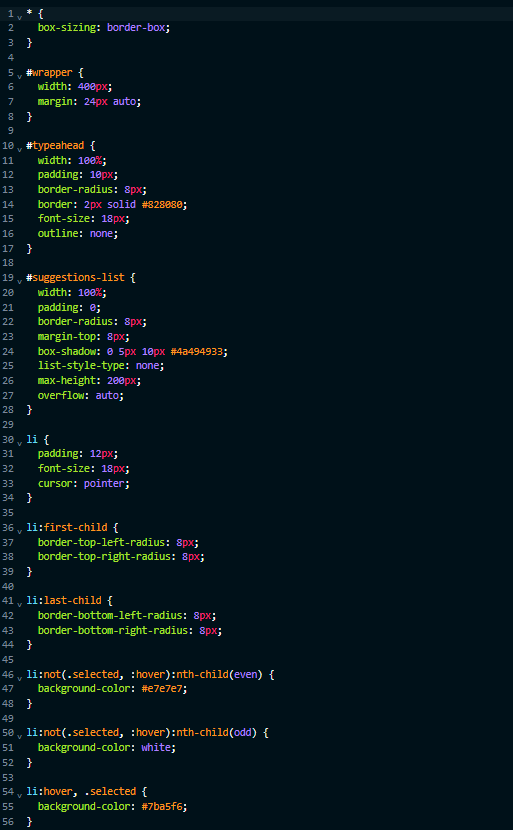 1 * {
2 box-sizing: border-box;
3 }
4
5 #wrapper {
6 width: 400px;
7 margin: 24px auto;
8 }
9
10 #typeahead {
11 width: 100%;
12 padding: 10px;
13 border-radius: 8px;
14 border: 2px solid #828080;
15 font-size: 18px;
16 outline: none;
17 }
18
19 #suggestions-list {
20 width: 100%;
21 padding: 0;
22 border-radius: 8px;
23 margin-top: 8px;
24 box-shadow: 0 5px 10px #4a494933;
25 list-style-type: none;
26 max-height: 200px;
27 overflow: auto;
28 }
29
30 li {
31 padding: 12px;
32 font-size: 18px;
33 cursor: pointer;
34 }
35
36 li:first-child {
37 border-top-left-radius: 8px;
38 border-top-right-radius: 8px;
39 }
40
41 li:last-child {
42 border-bottom-left-radius: 8px;
43 border-bottom-right-radius: 8px;
44 }
45
46 li:not(.selected, :hover):nth-child(even) {
47 background-color: #e7e7e7;
48 }
49
50 li:not(.selected, :hover):nth-child(odd) {
51 background-color: white;
52 }
53
54 li:hover, .selected {
55 background-color: #7ba5f6;
56 }